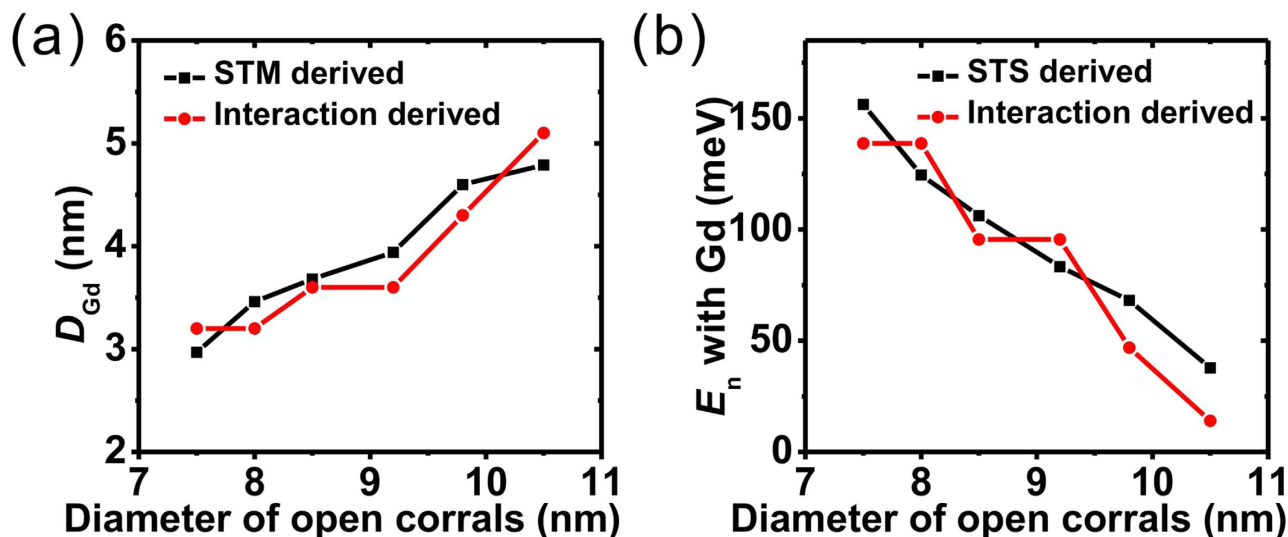 (a)
STM derived
Interaction derived
D_Gd (nm)
6
5
4
3
2
7 8 9 10 11
Diameter of open corrals (nm)
(b)
STS derived
Interaction derived
E_n with Gd (meV)
150
100
50
0
7 8 9 10 11
Diameter of open corrals (nm)